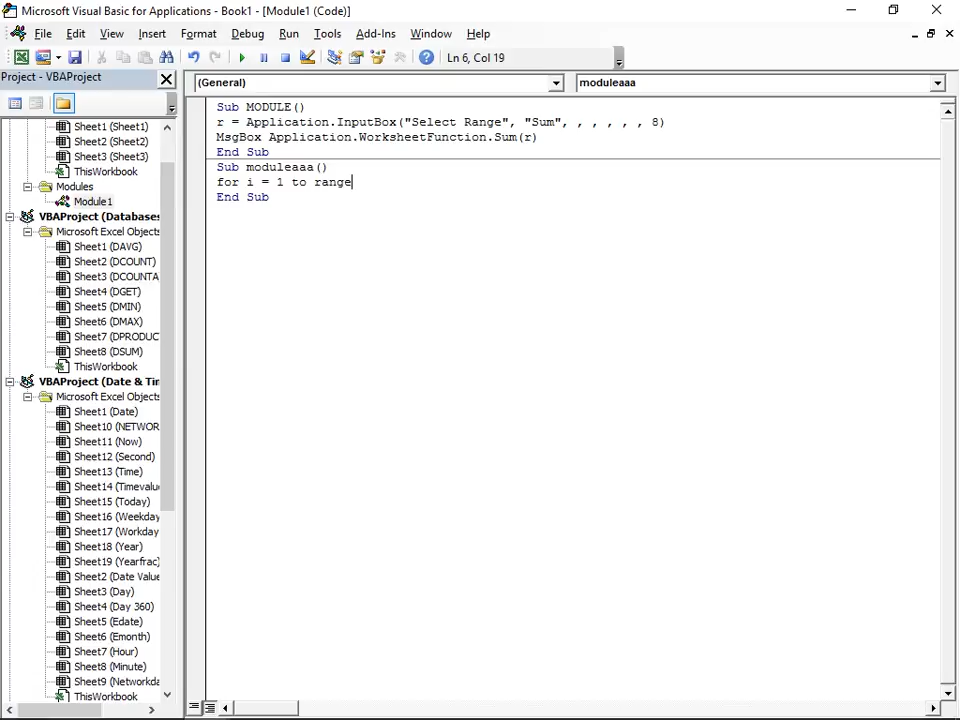 Microsoft Visual Basic for Applications - Book1 - [Module1 (Code)]
File Edit View Insert Format Debug Run Tools Add-Ins Window Help
Ln 6, Col 19
Project - VBAProject
(General)
moduleaaa
Sheet1 (Sheet1)
Sheet2 (Sheet2)
Sheet3 (Sheet3)
ThisWorkbook
Modules
Module1
VBAProject (Databases
Microsoft Excel Objects
Sheet1 (DAVG)
Sheet2 (DCOUNT)
Sheet3 (DCOUNTA
Sheet4 (DGET)
Sheet5 (DMIN)
Sheet6 (DMAX)
Sheet7 (DPRODUC
Sheet8 (DSUM)
ThisWorkbook
VBAProject (Date & Tin
Microsoft Excel Objects
Sheet1 (Date)
Sheet10 (NETWOR
Sheet11 (Now)
Sheet12 (Second)
Sheet13 (Time)
Sheet14 (Timevalue
Sheet15 (Today)
Sheet16 (Weekday
Sheet17 (Workday
Sheet18 (Year)
Sheet19 (Yearfrac)
Sheet2 (Date Value
Sheet3 (Day)
Sheet4 (Day 360)
Sheet5 (Edate)
Sheet6 (Emonth)
Sheet7 (Hour)
Sheet8 (Minute)
Sheet9 (Networkda
ThisWorkbook
Sub MODULE()
r = Application.InputBox("Select Range", "Sum", , , , , , 8)
MsgBox Application.WorksheetFunction.Sum(r)
End Sub
Sub moduleaaa()
for i = 1 to range
End Sub